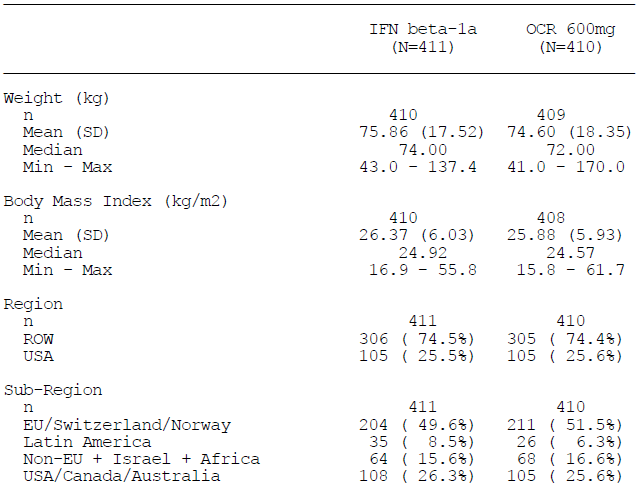 IFN beta-1a OCR 600mg
(N=411) (N=410)
Weight (kg)
n 410 409
Mean (SD) 75.86 (17.52) 74.60 (18.35)
Median 74.00 72.00
Min - Max 43.0 - 137.4 41.0 - 170.0
Body Mass Index (kg/m2)
n 410 408
Mean (SD) 26.37 (6.03) 25.88 (5.93)
Median 24.92 24.57
Min - Max 16.9 - 55.8 15.8 - 61.7
Region
n 411 410
ROW 306 ( 74.5%) 305 ( 74.4%)
USA 105 ( 25.5%) 105 ( 25.6%)
Sub-Region
n 411 410
EU/Switzerland/Norway 204 ( 49.6%) 211 ( 51.5%)
Latin America 35 ( 8.5%) 26 ( 6.3%)
Non-EU + Israel + Africa 64 ( 15.6%) 68 ( 16.6%)
USA/Canada/Australia 108 ( 26.3%) 105 ( 25.6%)